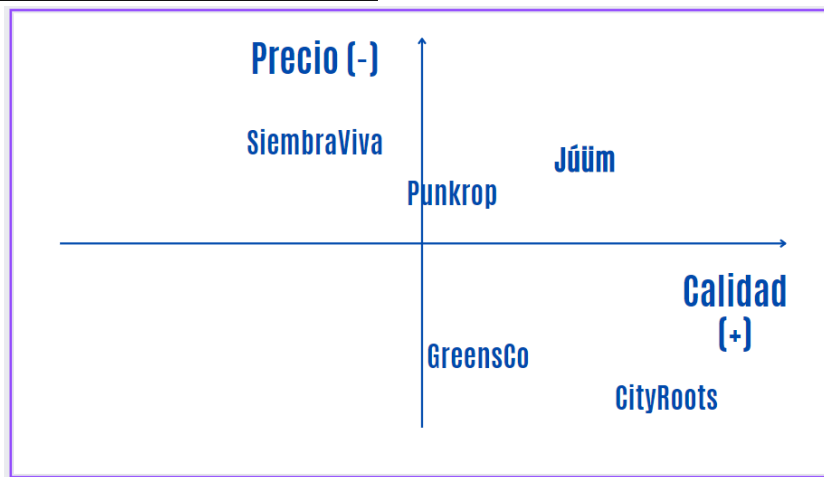 Precio (-)
SiembraViva
Júüm
Punkrop
Calidad
(+)
GreensCo
CityRoots